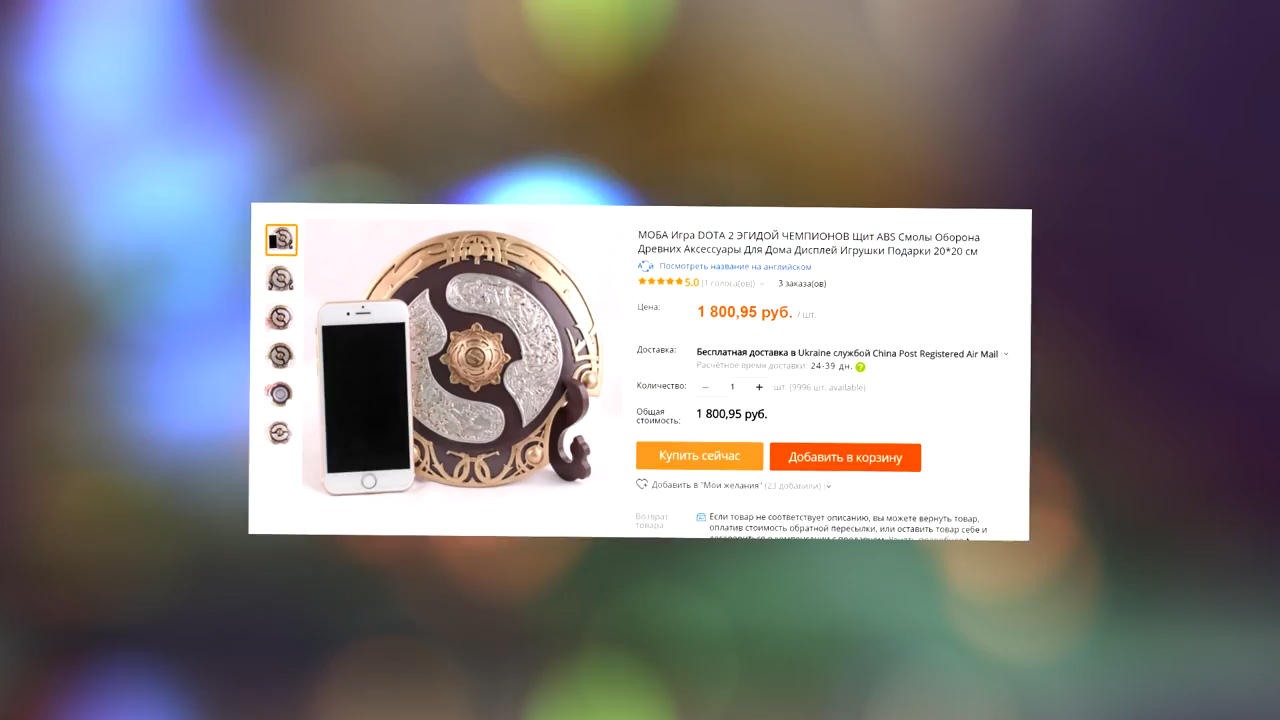 МОБА Игра DOTA 2 ЭГИДОЙ ЧЕМПИОНОВ Щит ABS Смолы Оборона
Древних Аксессуары Для Дома Дисплей Игрушки Подарки 20*20 см
Посмотреть название на английском
5.0 (1 голоса(ов)) 3 заказа(ов)
Цена: 1 800,95 руб. / шт.
Доставка: Бесплатная доставка в Ukraine службой China Post Registered Air Mail
Расчётное время доставки: 24-39 дн. ?
Количество: − 1 + шт. (9996 шт. available)
Общая
стоимость: 1 800,95 руб.
Купить сейчас Добавить в корзину
Добавить в "Мои желания" (23 добавили)
Возврат
товара
Если товар не соответствует описанию, вы можете вернуть товар,
оплатив стоимость обратной пересылки, или оставить товар себе и